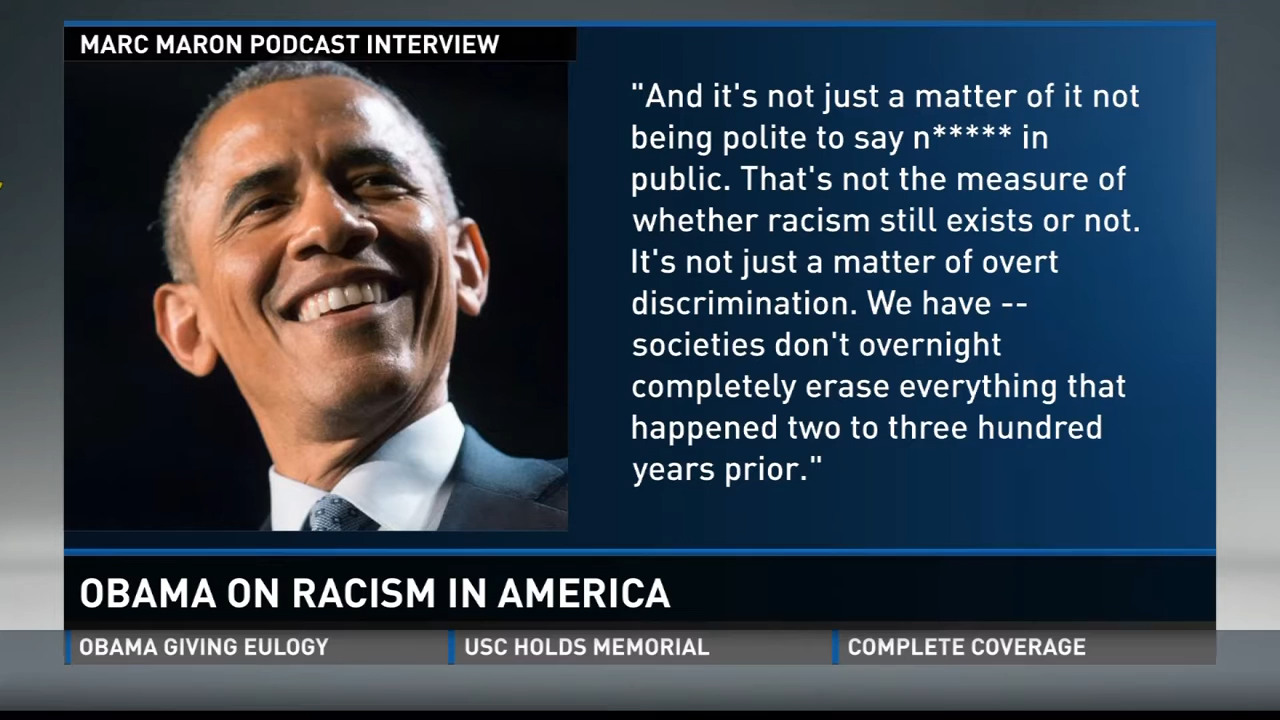 MARC MARON PODCAST INTERVIEW
"And it's not just a matter of it not
being polite to say n***** in
public. That's not the measure of
whether racism still exists or not.
It's not just a matter of overt
discrimination. We have --
societies don't overnight
completely erase everything that
happened two to three hundred
years prior."
OBAMA ON RACISM IN AMERICA
OBAMA GIVING EULOGY
USC HOLDS MEMORIAL
COMPLETE COVERAGE